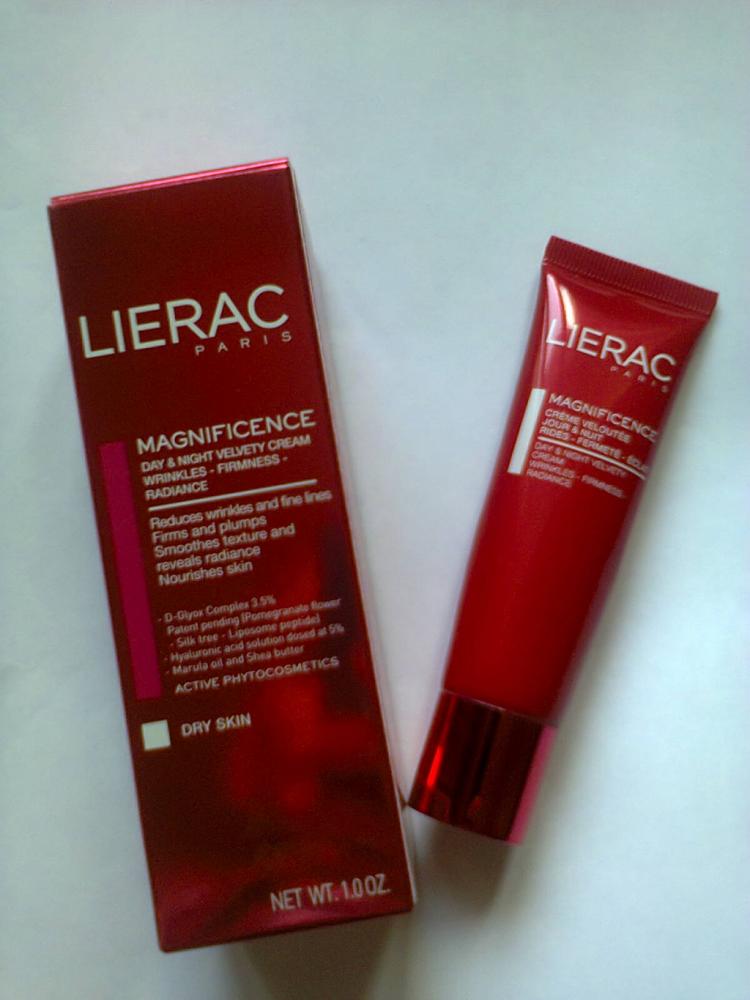 LIERAC
PARIS
MAGNIFICENCE
DAY & NIGHT VELVETY CREAM
WRINKLES - FIRMNESS -
RADIANCE
Reduces wrinkles and fine lines
Firms and plumps
Smoothes texture and
reveals radiance
Nourishes skin
- D-Glyox Complex 3.5%
Patent pending (Pomegranate flower
- Silk tree - Liposome peptide)
- Hyaluronic acid solution dosed at 5%
- Marula oil and Shea butter
ACTIVE PHYTOCOSMETICS
DRY SKIN
NET WT. 1.0 OZ.
LIERAC
PARIS
MAGNIFICENCE
CRÈME VELOUTÉE
JOUR & NUIT
RIDES - FERMETÉ -
DAY & NIGHT VELVETY
CREAM
WRINKLES - FIRMNESS -
RADIANCE